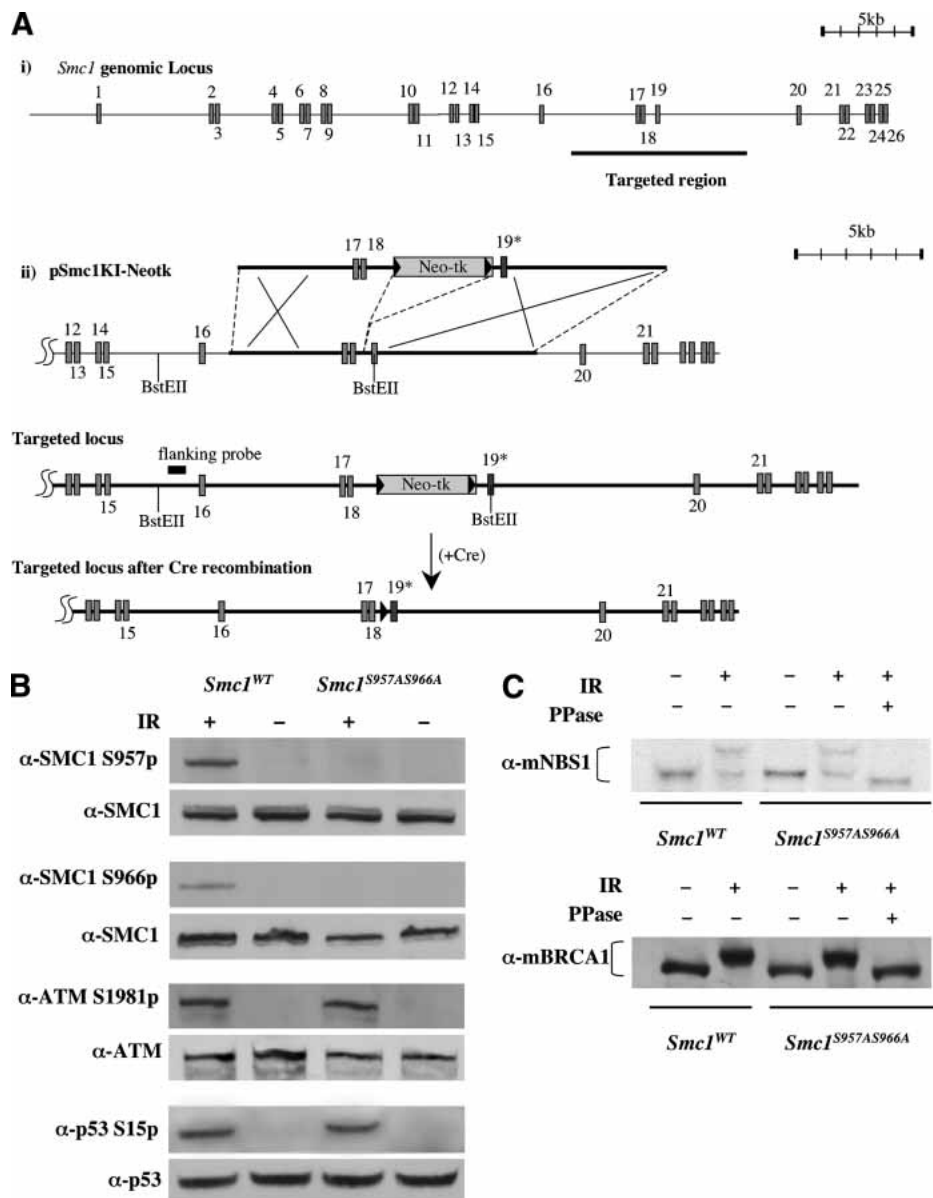 A
5kb
i) Smc1 genomic Locus
1 2 4 6 8 10 12 14 16 17 19 20 21 23 25
3 5 7 9 11 13 15 18 22 24 26
Targeted region
5kb
ii) pSmc1KI-Neotk
17 18 19*
Neo-tk
12 14 16 21
13 15 20
BstEII BstEII
Targeted locus
flanking probe
17 19* 21
Neo-tk
15 16 18 20
BstEII BstEII
(+Cre)
Targeted locus after Cre recombination
17 19* 21
15 16 18 20
B
Smc1WT Smc1S957AS966A
IR + – + –
α-SMC1 S957p
α-SMC1
α-SMC1 S966p
α-SMC1
α-ATM S1981p
α-ATM
α-p53 S15p
α-p53
C
IR – + – + +
PPase – – – – +
α-mNBS1
Smc1WT Smc1S957AS966A
IR – + – + +
PPase – – – – +
α-mBRCA1
Smc1WT Smc1S957AS966A